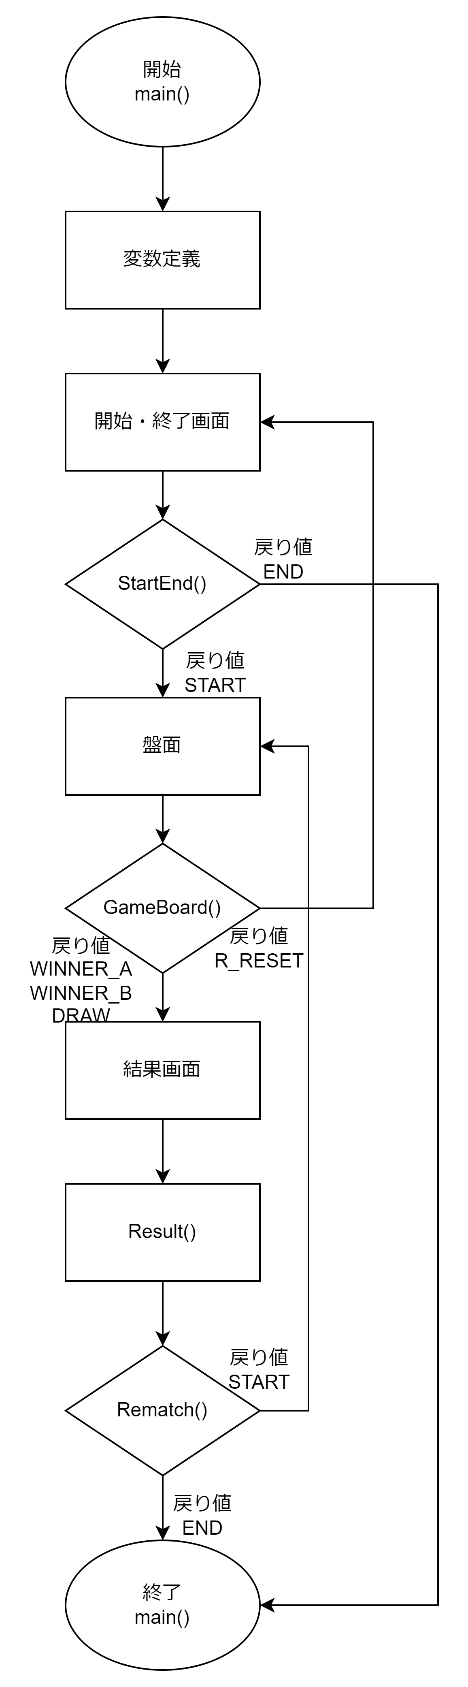 開始
main()
変数定義
開始・終了画面
StartEnd()
戻り値
END
戻り値
START
盤面
GameBoard()
戻り値
R_RESET
戻り値
WINNER_A
WINNER_B
DRAW
結果画面
Result()
Rematch()
戻り値
START
戻り値
END
終了
main()